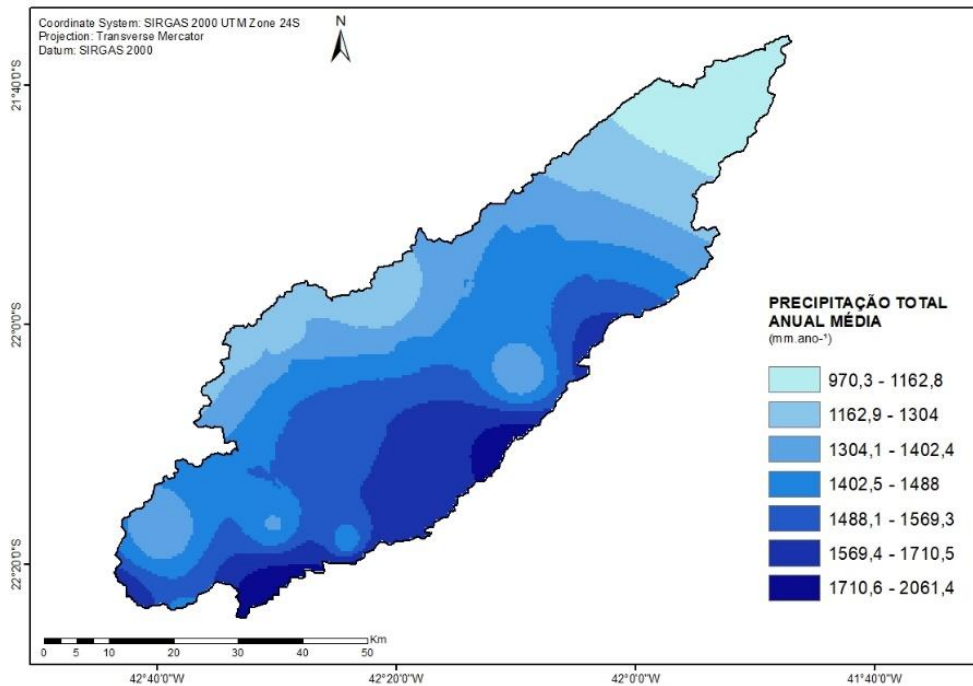 Coordinate System: SIRGAS 2000 UTM Zone 24S
Projection: Transverse Mercator
Datum: SIRGAS 2000
N
21°40'0"S
22°0'0"S
22°20'0"S
PRECIPITAÇÃO TOTAL
ANUAL MÉDIA
(mm.ano-¹)
970,3 - 1162,8
1162,9 - 1304
1304,1 - 1402,4
1402,5 - 1488
1488,1 - 1569,3
1569,4 - 1710,5
1710,6 - 2061,4
Km
0 5 10 20 30 40 50
42°40'0"W 42°20'0"W 42°0'0"W 41°40'0"W